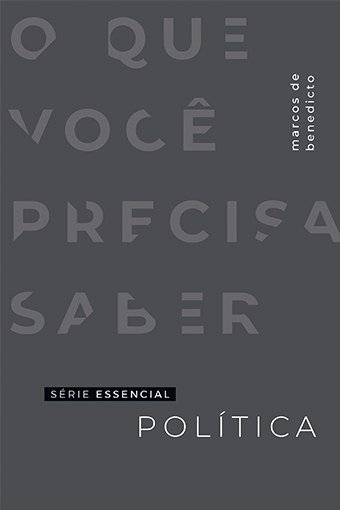 O QUE
VOCÊ
PRECISA
SABER
marcos de
benedicto
SÉRIE ESSENCIAL
POLÍTICA